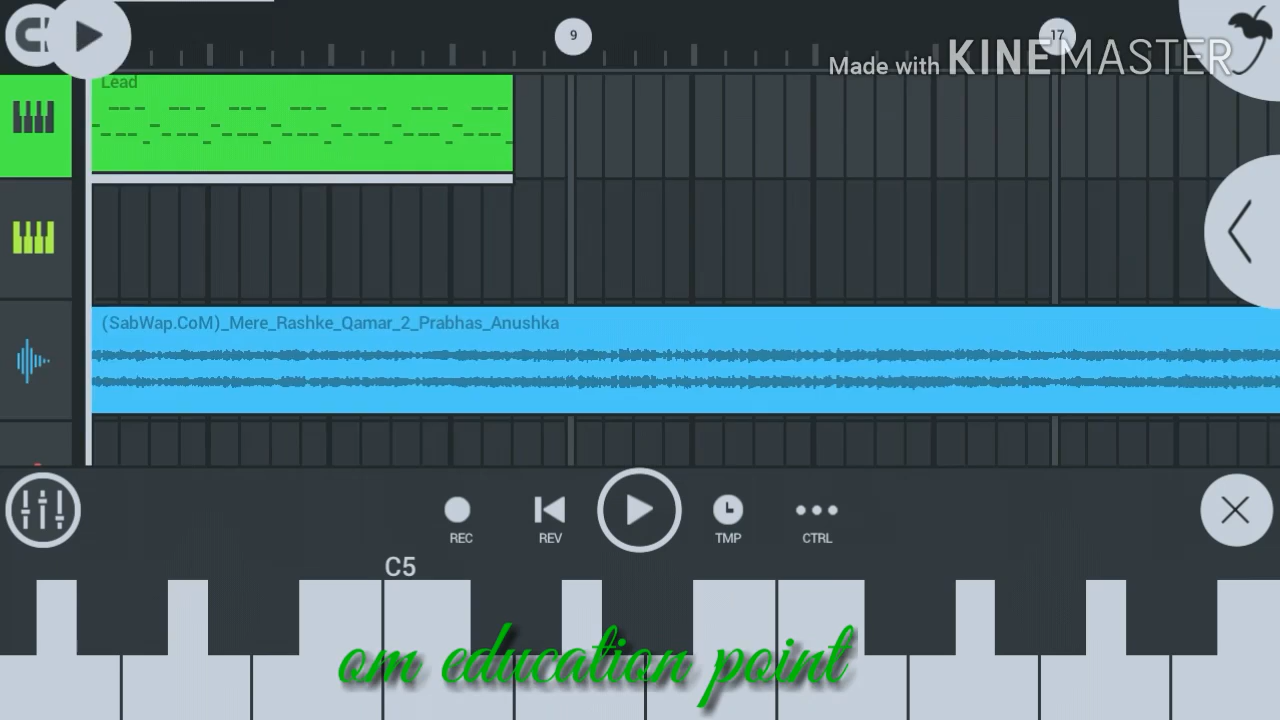 9
17
Made with KINEMASTER
Lead
(SabWap.CoM)_Mere_Rashke_Qamar_2_Prabhas_Anushka
REC
REV
TMP
CTRL
C5
om education point